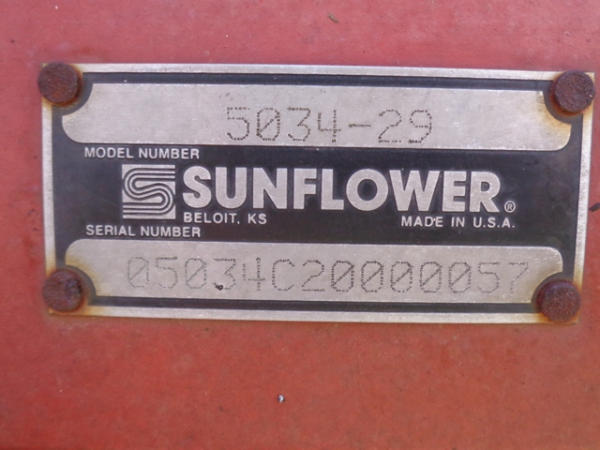 5034-29
MODEL NUMBER
SUNFLOWER®
BELOIT, KS MADE IN U.S.A.
SERIAL NUMBER
05034C20000057